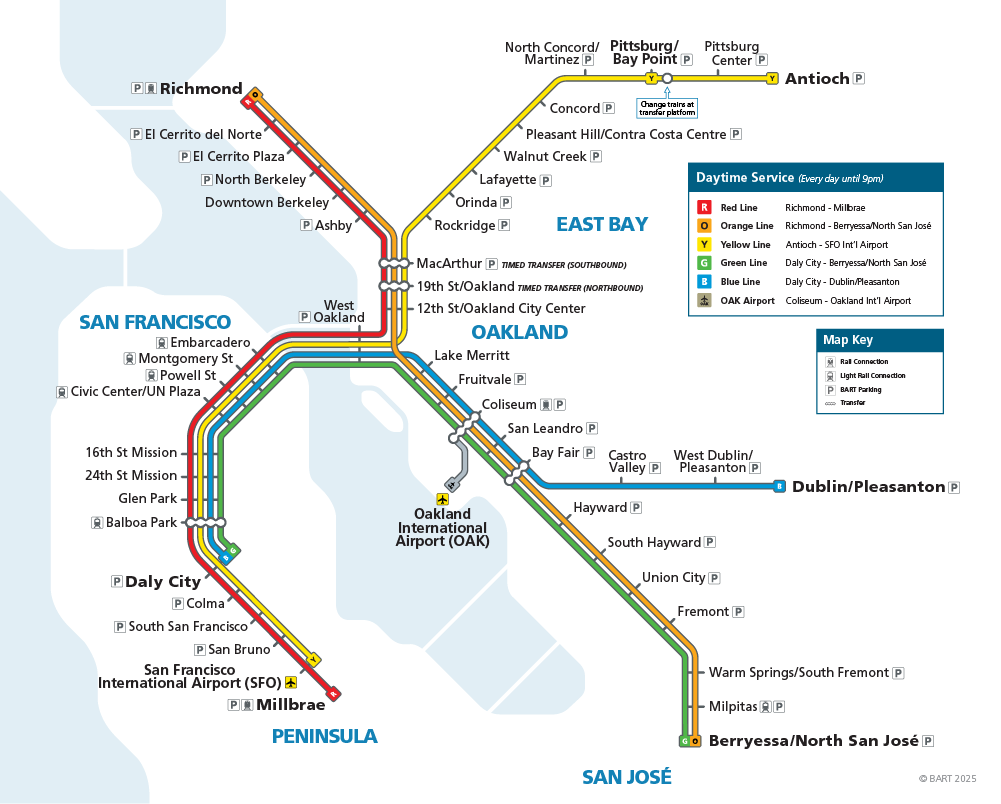 North Concord/
Martinez P
Pittsburg/
Bay Point P
Pittsburg
Center P
Y
Y
Antioch P
Change trains at
transfer platform
P Richmond
R
O
Concord P
P El Cerrito del Norte
Pleasant Hill/Contra Costa Centre P
P El Cerrito Plaza
Walnut Creek P
P North Berkeley
Lafayette P
Downtown Berkeley
Orinda P
P Ashby
Rockridge P
EAST BAY
Daytime Service (Every day until 9pm)
R Red Line Richmond - Millbrae
O Orange Line Richmond - Berryessa/North San José
Y Yellow Line Antioch - SFO Int'l Airport
G Green Line Daly City - Berryessa/North San José
B Blue Line Daly City - Dublin/Pleasanton
OAK Airport Coliseum - Oakland Int'l Airport
MacArthur P TIMED TRANSFER (SOUTHBOUND)
19th St/Oakland TIMED TRANSFER (NORTHBOUND)
12th St/Oakland City Center
West
P Oakland
SAN FRANCISCO
OAKLAND
Map Key
Rail Connection
Light Rail Connection
P BART Parking
Transfer
Embarcadero
Montgomery St
Powell St
Civic Center/UN Plaza
Lake Merritt
Fruitvale P
Coliseum P
San Leandro P
Bay Fair P
Castro
Valley P
West Dublin/
Pleasanton P
B
Dublin/Pleasanton P
16th St Mission
24th St Mission
Glen Park
Balboa Park
Oakland
International
Airport (OAK)
Hayward P
South Hayward P
Union City P
Fremont P
G
B
P Daly City
P Colma
P South San Francisco
P San Bruno
Y
San Francisco
International Airport (SFO)
R
P Millbrae
PENINSULA
Warm Springs/South Fremont P
Milpitas P
G
O
Berryessa/North San José P
SAN JOSÉ
© BART 2025